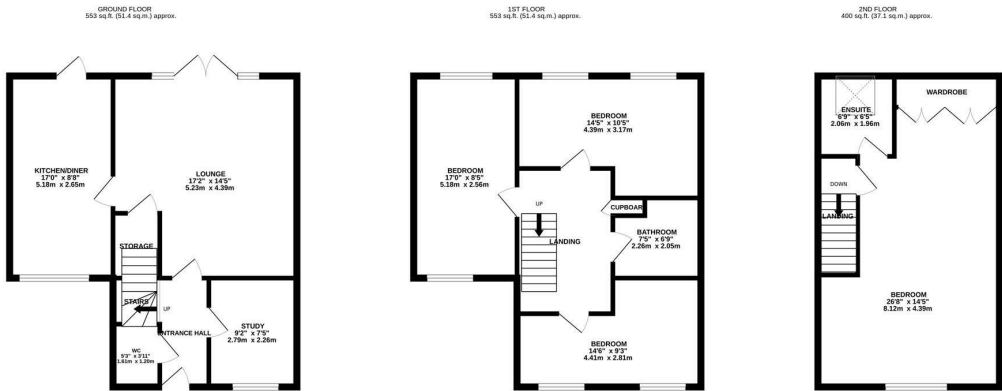 GROUND FLOOR
553 sq.ft. (51.4 sq.m.) approx.
KITCHEN/DINER
17'0" x 8'8"
5.18m x 2.65m
LOUNGE
17'2" x 14'5"
5.23m x 4.39m
STORAGE
STAIRS
UP
ENTRANCE HALL
STUDY
9'2" x 7'5"
2.79m x 2.26m
WC
5'3" x 3'11"
1.61m x 1.20m
1ST FLOOR
553 sq.ft. (51.4 sq.m.) approx.
BEDROOM
14'5" x 10'5"
4.39m x 3.17m
BEDROOM
17'0" x 8'5"
5.18m x 2.56m
UP
CUPBOAR
LANDING
BATHROOM
7'5" x 6'9"
2.26m x 2.05m
BEDROOM
14'6" x 9'3"
4.41m x 2.81m
2ND FLOOR
400 sq.ft. (37.1 sq.m.) approx.
ENSUITE
6'9" x 6'5"
2.06m x 1.96m
WARDROBE
DOWN
LANDING
BEDROOM
26'8" x 14'5"
8.12m x 4.39m